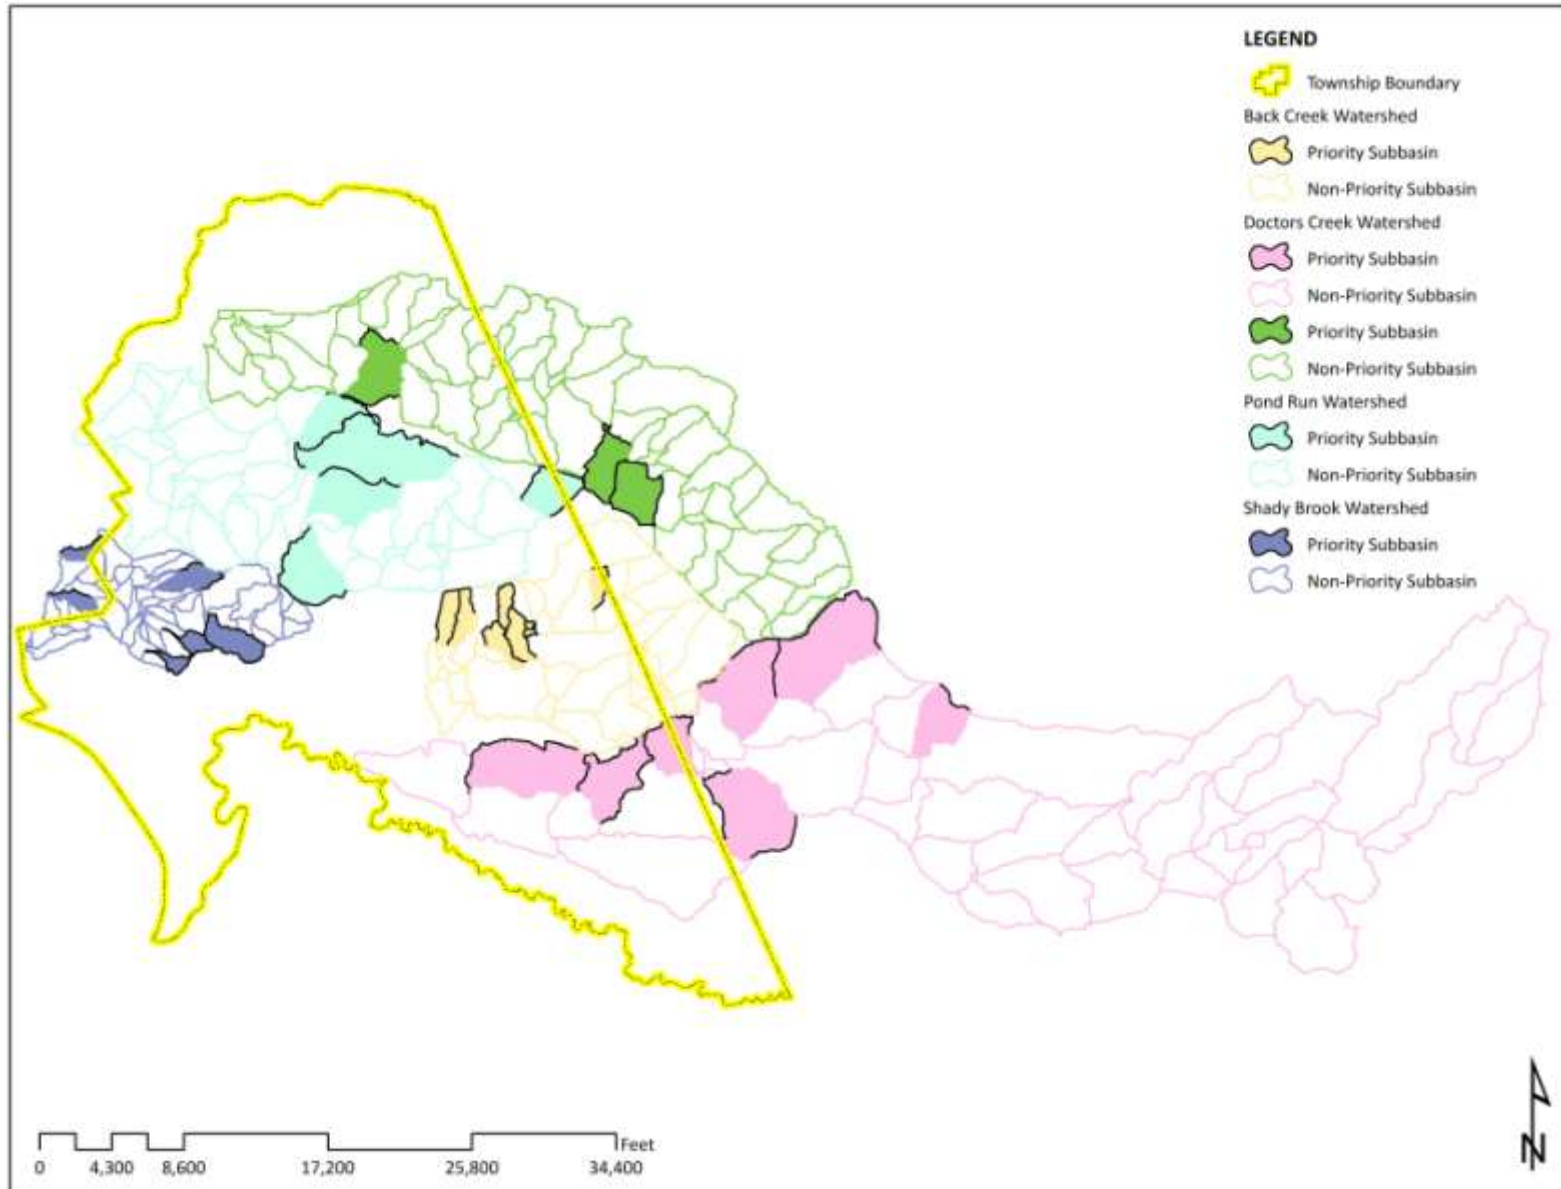 LEGEND
Township Boundary
Back Creek Watershed
Priority Subbasin
Non-Priority Subbasin
Doctors Creek Watershed
Priority Subbasin
Non-Priority Subbasin
Priority Subbasin
Non-Priority Subbasin
Pond Run Watershed
Priority Subbasin
Non-Priority Subbasin
Shady Brook Watershed
Priority Subbasin
Non-Priority Subbasin
Feet
0 4,300 8,600 17,200 25,800 34,400
N